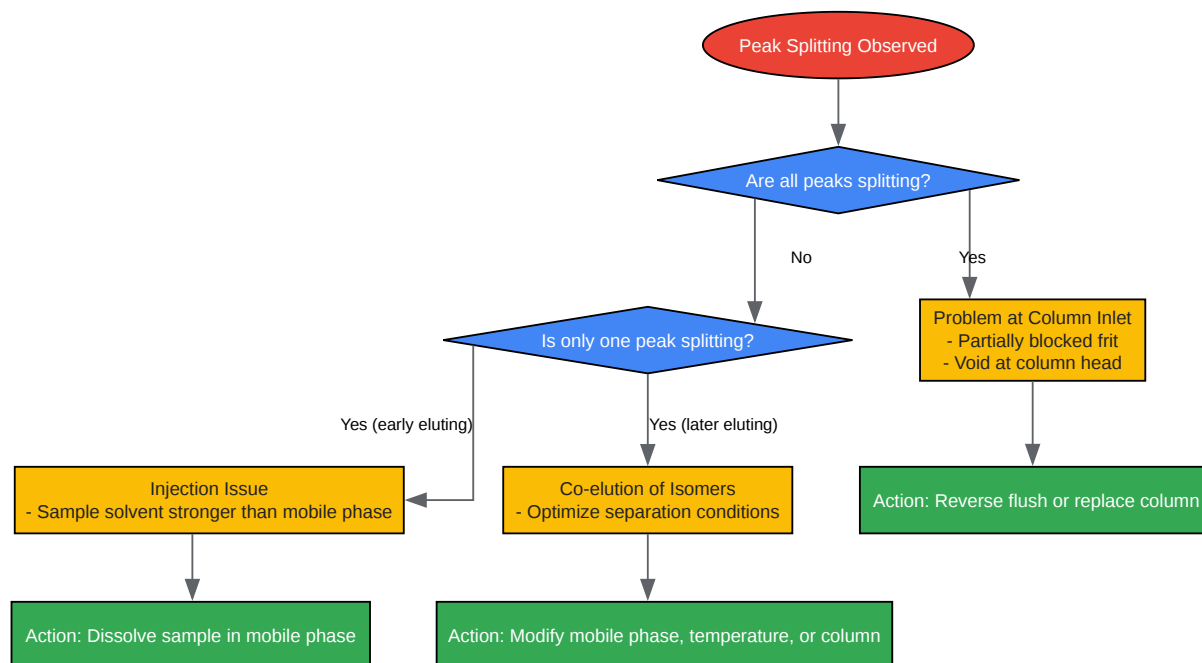 Peak Splitting Observed
Are all peaks splitting?
No
Yes
Is only one peak splitting?
Problem at Column Inlet
- Partially blocked frit
- Void at column head
Yes (early eluting)
Yes (later eluting)
Injection Issue
- Sample solvent stronger than mobile phase
Co-elution of Isomers
- Optimize separation conditions
Action: Reverse flush or replace column
Action: Dissolve sample in mobile phase
Action: Modify mobile phase, temperature, or column